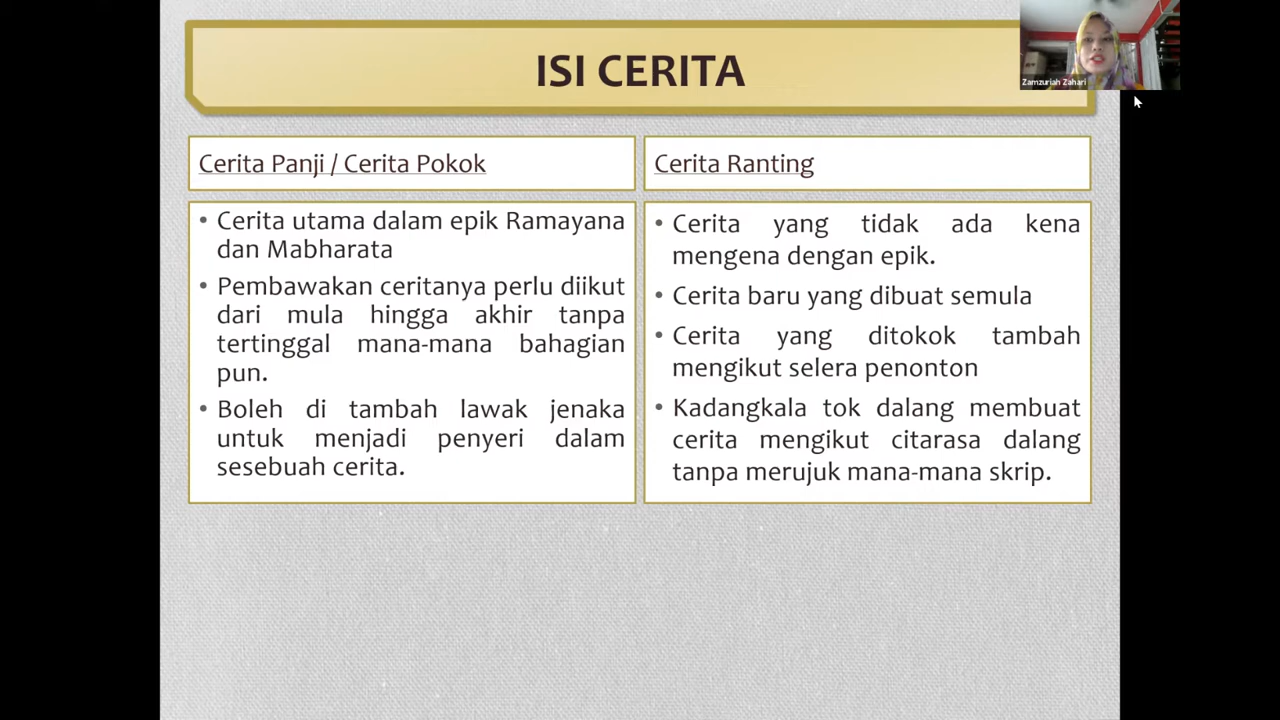 ISI CERITA
Zamzuriah Zahari
Cerita Panji / Cerita Pokok
• Cerita utama dalam epik Ramayana
dan Mabharata
• Pembawakan ceritanya perlu diikut
dari mula hingga akhir tanpa
tertinggal mana-mana bahagian
pun.
• Boleh di tambah lawak jenaka
untuk menjadi penyeri dalam
sesebuah cerita.
Cerita Ranting
• Cerita yang tidak ada kena
mengena dengan epik.
• Cerita baru yang dibuat semula
• Cerita yang ditokok tambah
mengikut selera penonton
• Kadangkala tok dalang membuat
cerita mengikut citarasa dalang
tanpa merujuk mana-mana skrip.